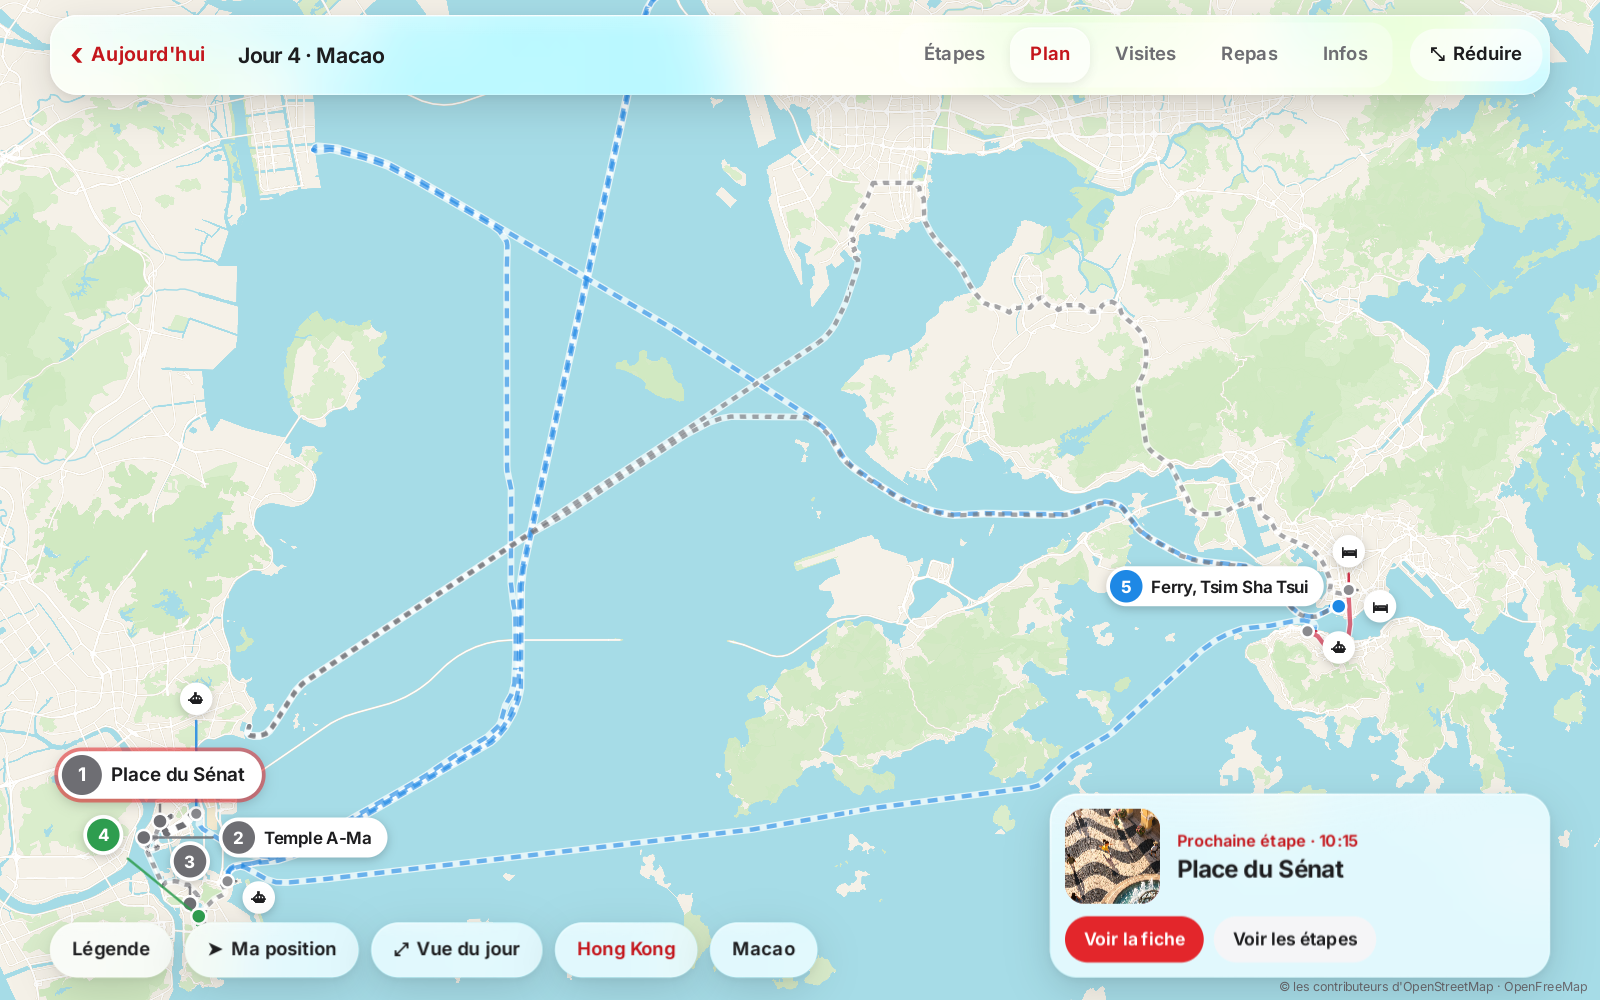 Aujourd'hui
Jour 4 · Macao
Étapes
Plan
Visites
Repas
Infos
Réduire
5 Ferry, Tsim Sha Tsui
1 Place du Sénat
4
2 Temple A-Ma
3
Prochaine étape · 10:15
Place du Sénat
Voir la fiche
Voir les étapes
Légende
Ma position
Vue du jour
Hong Kong
Macao
© les contributeurs d'OpenStreetMap · OpenFreeMap